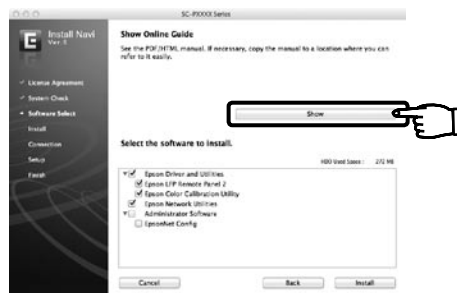 SC-PXXXX Series
E Install Navi
Ver.5
License Agreement
System Check
Software Select
Install
Connection
Setup
Finish
Show Online Guide
See the PDF/HTML manual. If necessary, copy the manual to a location where you can
refer to it easily.
Show
Select the software to install.
HDD Used Space : 272 MB
Epson Driver and Utilities
Epson LFP Remote Panel 2
Epson Color Calibration Utility
Epson Network Utilities
Administrator Software
EpsonNet Config
Cancel
Back
Install